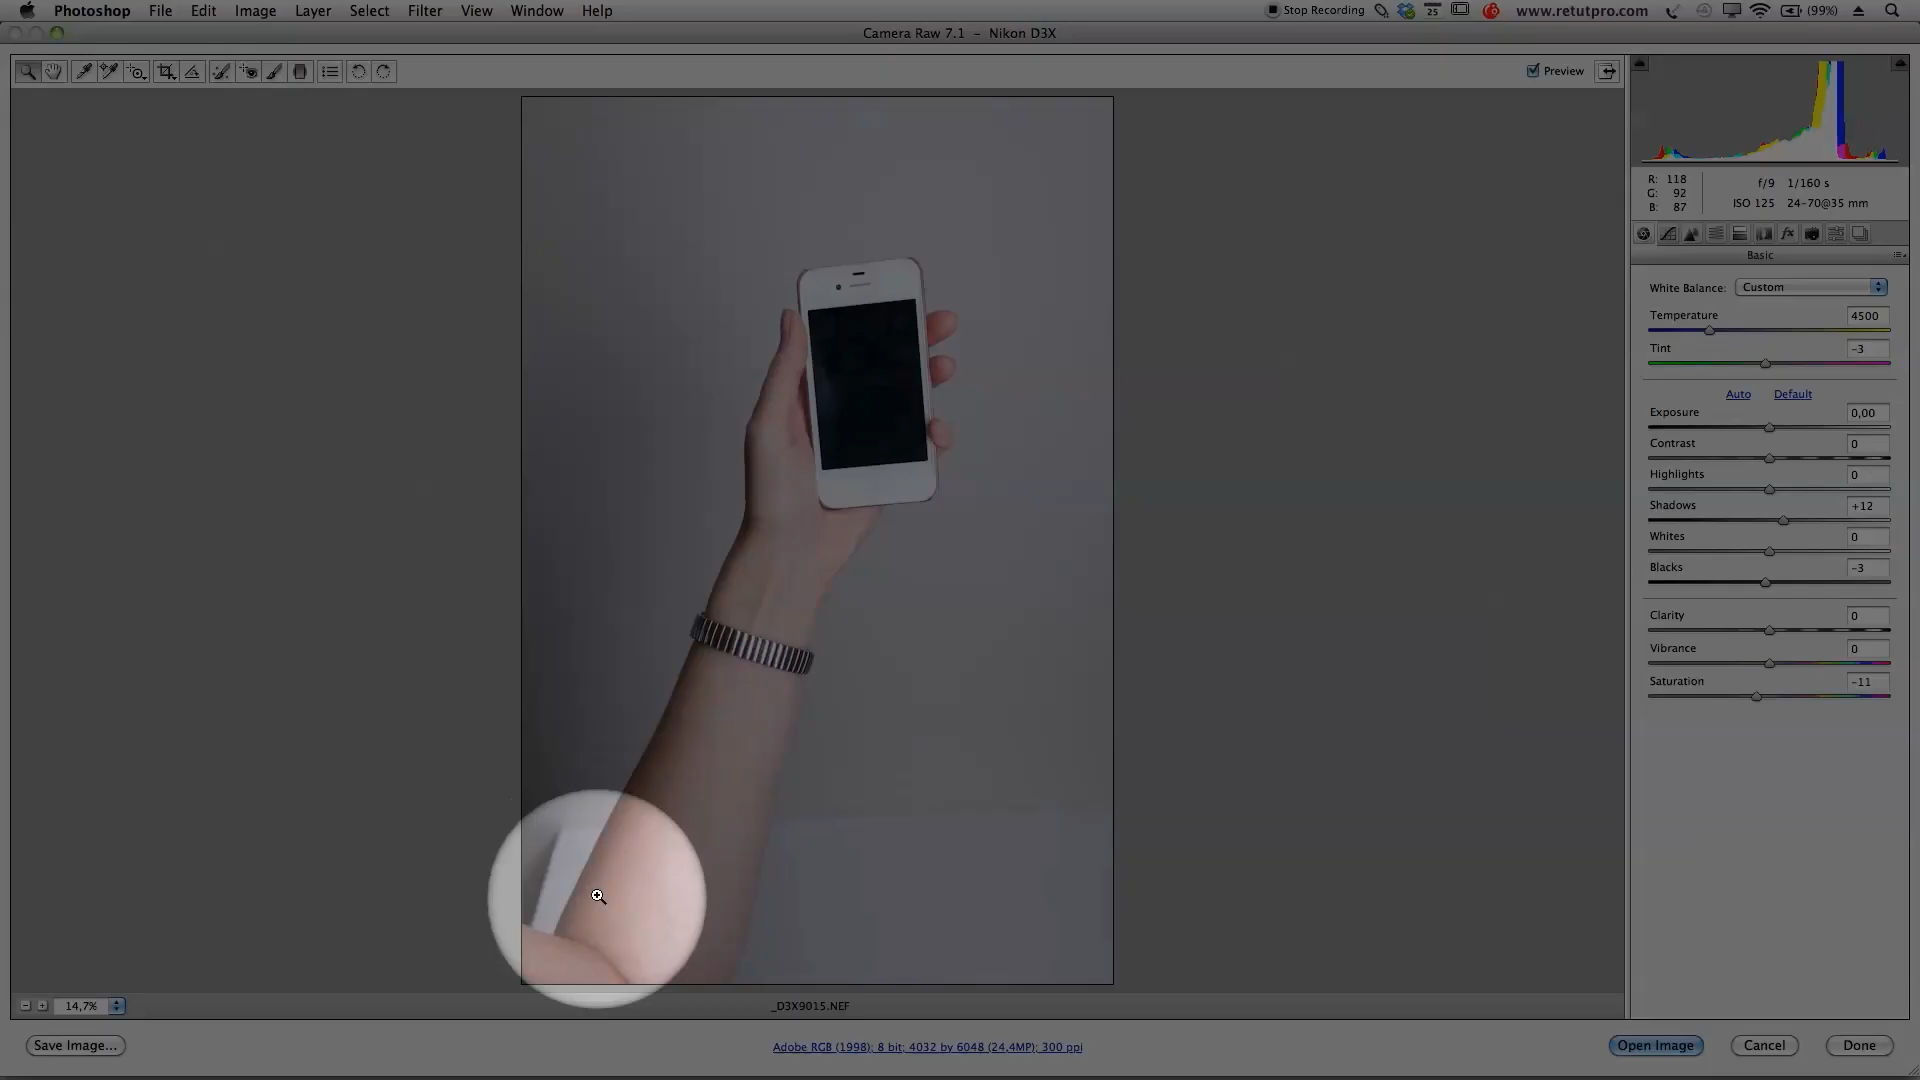 Photoshop File Edit Image Layer Select Filter View Window Help Stop Recording 25 www.retutpro.com (99%)
Camera Raw 7.1 – Nikon D3X
Preview
R: 118
G: 92
B: 87
f/9 1/160 s
ISO 125 24-70@35 mm
fx
Basic
White Balance: Custom
Temperature 4500
Tint -3
Auto Default
Exposure 0,00
Contrast 0
Highlights 0
Shadows +12
Whites 0
Blacks -3
Clarity 0
Vibrance 0
Saturation -11
14,7%
_D3X9015.NEF
Save Image...
Adobe RGB (1998); 8 bit; 4032 by 6048 (24,4MP); 300 ppi
Open Image Cancel Done